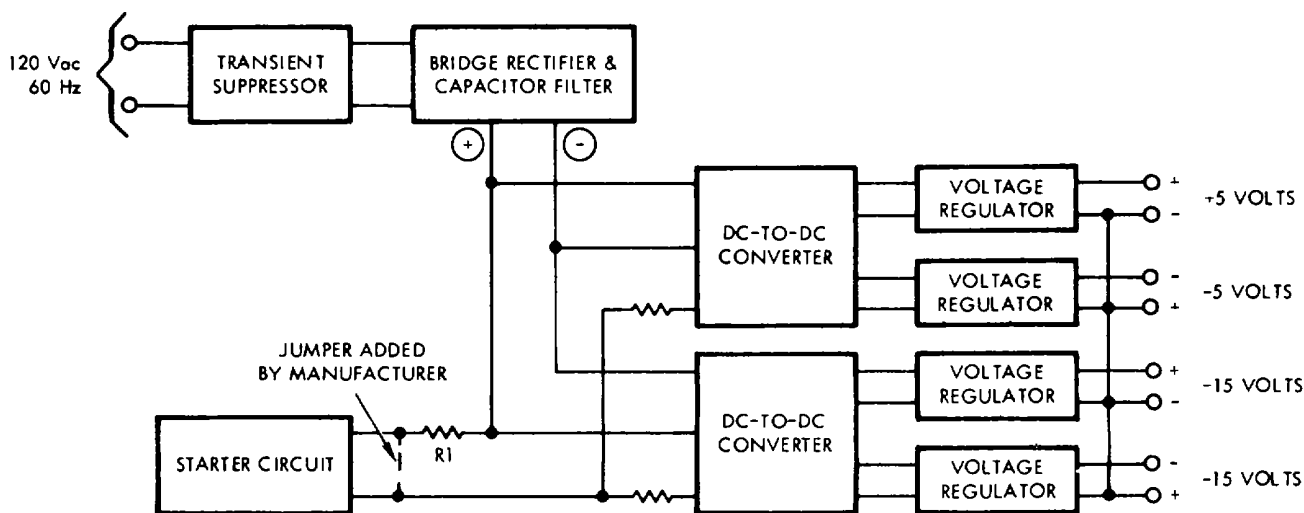 120 Vac
60 Hz
TRANSIENT
SUPPRESSOR
BRIDGE RECTIFIER &
CAPACITOR FILTER
+
-
DC-TO-DC
CONVERTER
VOLTAGE
REGULATOR
+
-
+5 VOLTS
VOLTAGE
REGULATOR
-
+
-5 VOLTS
JUMPER ADDED
BY MANUFACTURER
STARTER CIRCUIT
R1
DC-TO-DC
CONVERTER
VOLTAGE
REGULATOR
+
-
-15 VOLTS
VOLTAGE
REGULATOR
-
+
-15 VOLTS